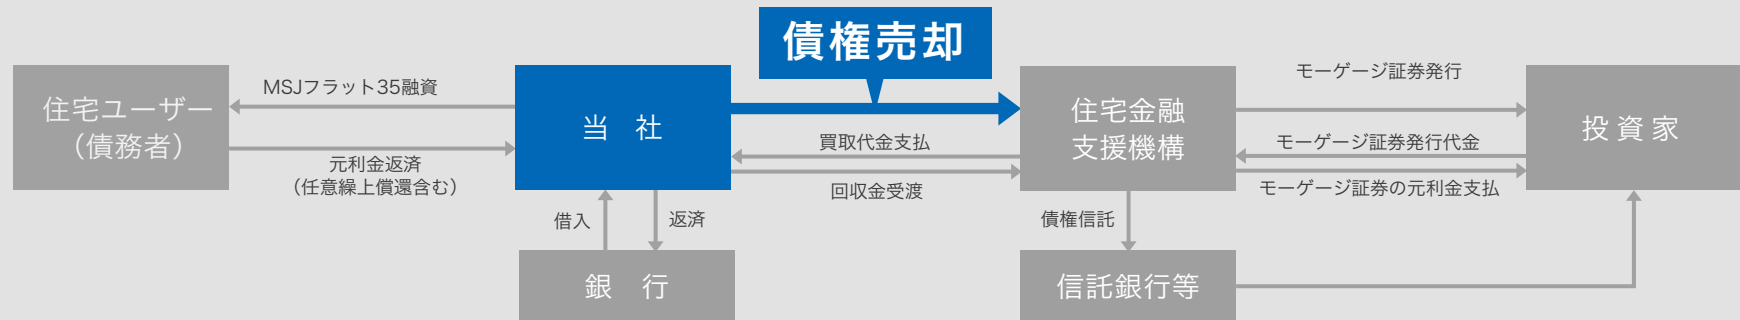 債権売却
住宅ユーザー
（債務者）
MSJフラット35融資
元利金返済
（任意繰上償還含む）
当　社
買取代金支払
回収金受渡
住宅金融
支援機構
モーゲージ証券発行
モーゲージ証券発行代金
モーゲージ証券の元利金支払
投資家
借入
返済
債権信託
銀　行
信託銀行等